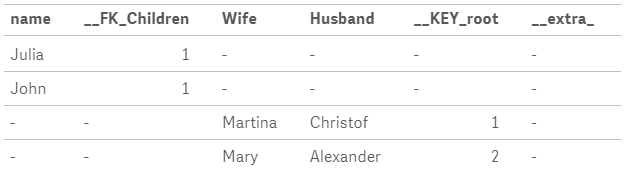 name __FK_Children Wife Husband __KEY_root __extra_
Julia 1 - - - -
John 1 - - - -
- - Martina Christof 1 -
- - Mary Alexander 2 -